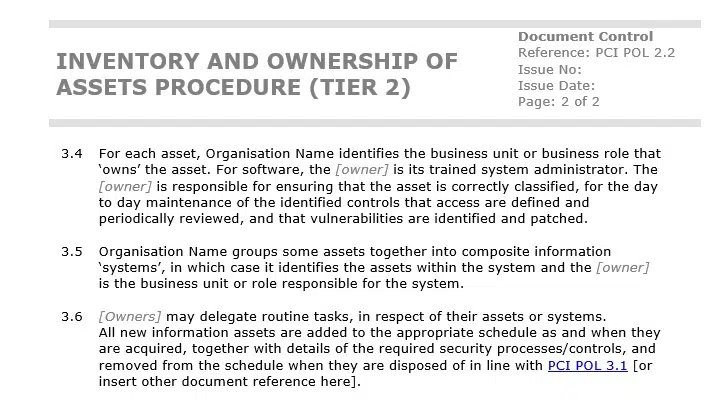 INVENTORY AND OWNERSHIP OF
ASSETS PROCEDURE (TIER 2)
Document Control
Reference: PCI POL 2.2
Issue No:
Issue Date:
Page: 2 of 2
3.4 For each asset, Organisation Name identifies the business unit or business role that
‘owns’ the asset. For software, the [owner] is its trained system administrator. The
[owner] is responsible for ensuring that the asset is correctly classified, for the day
to day maintenance of the identified controls that access are defined and
periodically reviewed, and that vulnerabilities are identified and patched.
3.5 Organisation Name groups some assets together into composite information
‘systems’, in which case it identifies the assets within the system and the [owner]
is the business unit or role responsible for the system.
3.6 [Owners] may delegate routine tasks, in respect of their assets or systems.
All new information assets are added to the appropriate schedule as and when they
are acquired, together with details of the required security processes/controls, and
removed from the schedule when they are disposed of in line with PCI POL 3.1 [or
insert other document reference here].